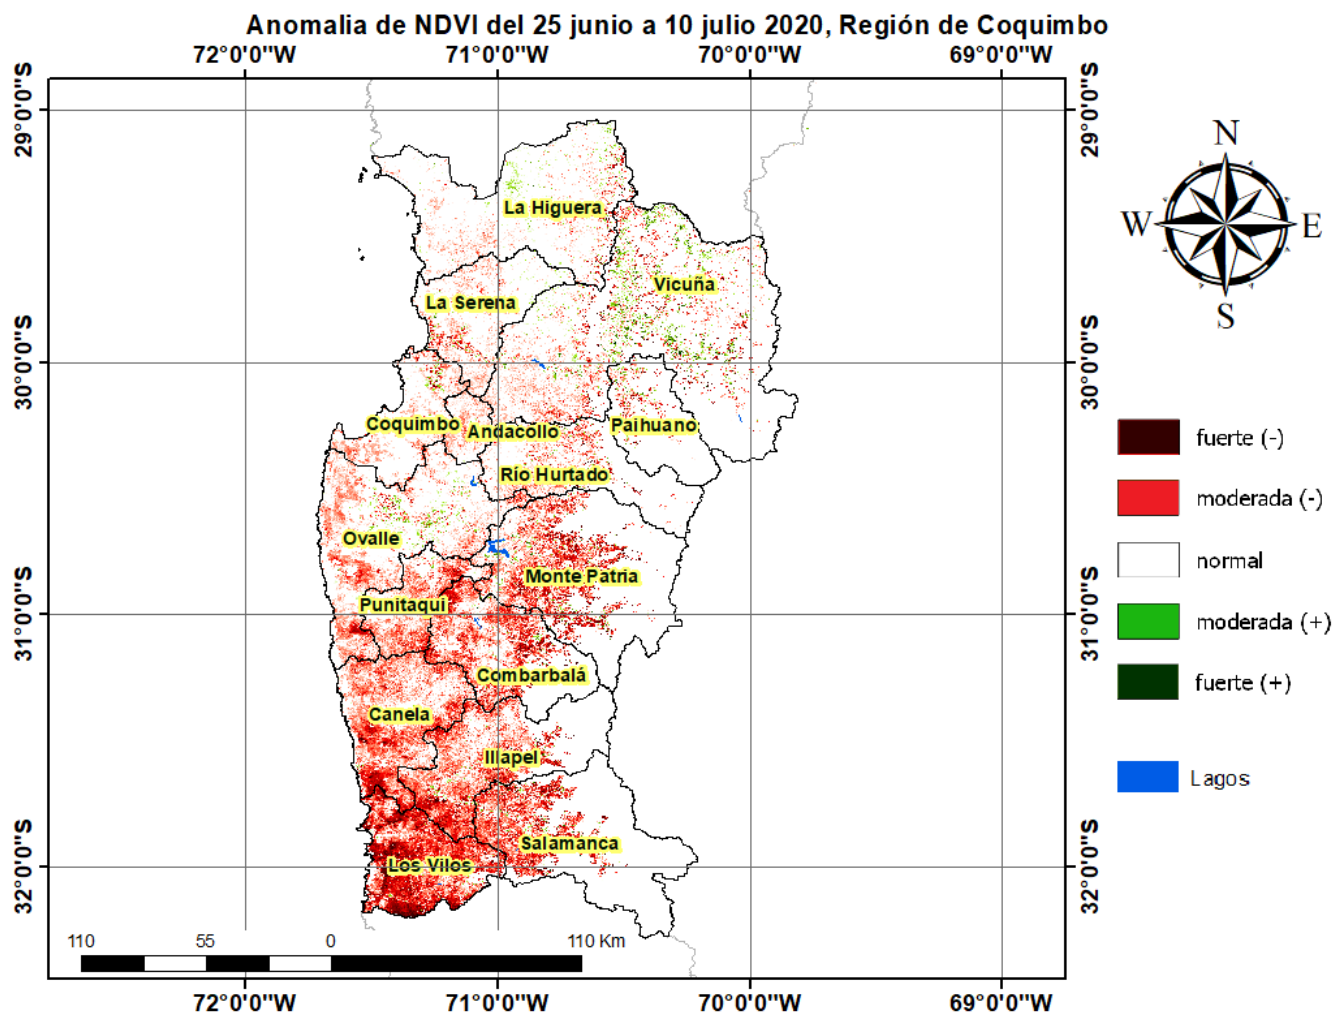 Anomalia de NDVI del 25 junio a 10 julio 2020, Región de Coquimbo
72°0'0"W 71°0'0"W 70°0'0"W 69°0'0"W
29°0'0"S
29°0'0"S
N
W
E
S
La Higuera
Vicuña
La Serena
30°0'0"S
30°0'0"S
Coquimbo
Andacollo
Paihuano
Río Hurtado
fuerte (-)
moderada (-)
normal
moderada (+)
fuerte (+)
Lagos
Ovalle
Monte Patria
Punitaqui
31°0'0"S
31°0'0"S
Combarbalá
Canela
Illapel
Salamanca
Los Vilos
32°0'0"S
32°0'0"S
110 55 0 110 Km
72°0'0"W 71°0'0"W 70°0'0"W 69°0'0"W